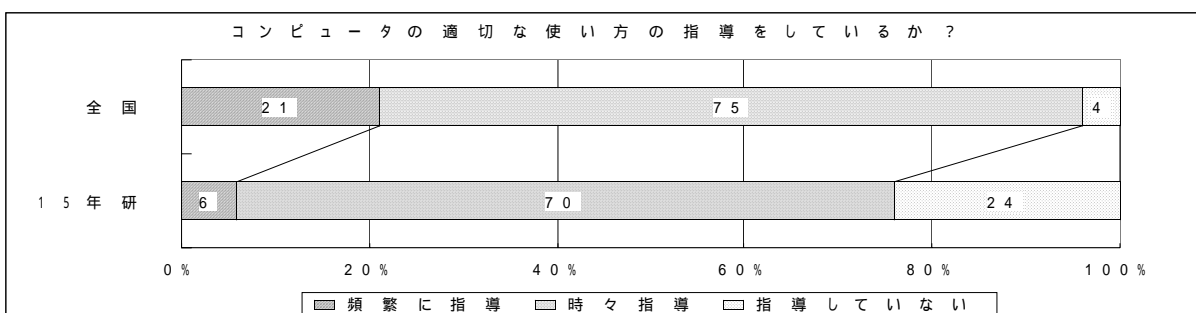 コンピュータの適切な使い方の指導をしているか？
全国 21 75 4
15年研 6 70 24
0% 20% 40% 60% 80% 100%
頻繁に指導 時々指導 指導していない